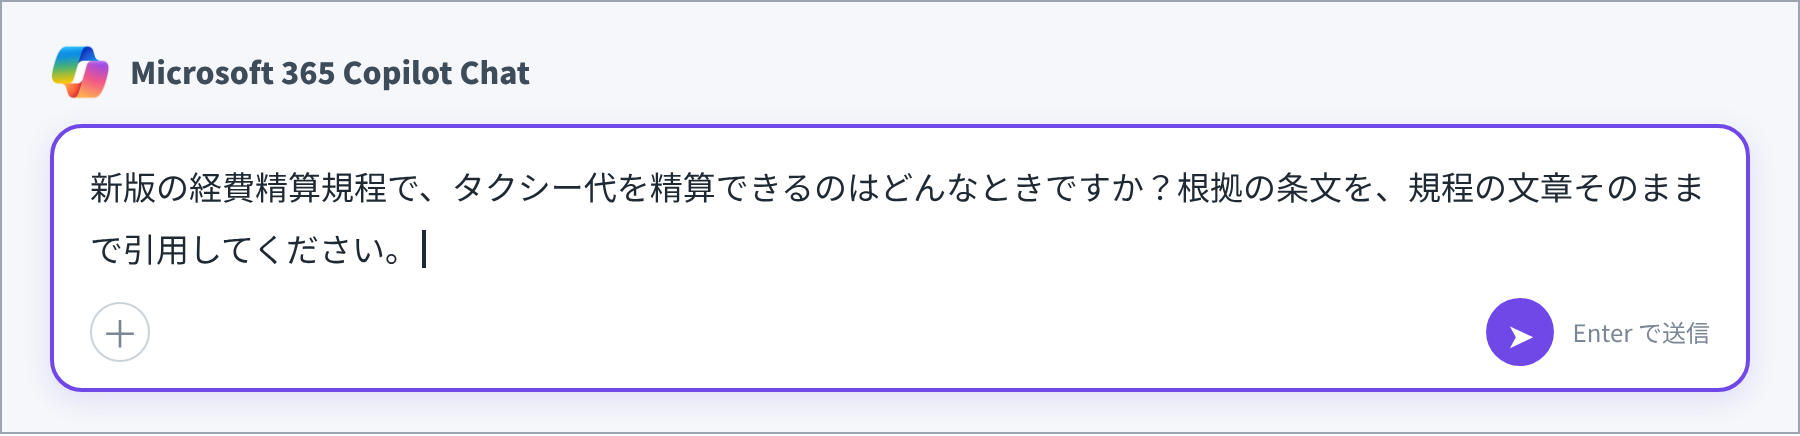 Microsoft 365 Copilot Chat
新版の経費精算規程で、タクシー代を精算できるのはどんなときですか？根拠の条文を、規程の文章そのまま
で引用してください。
Enter で送信